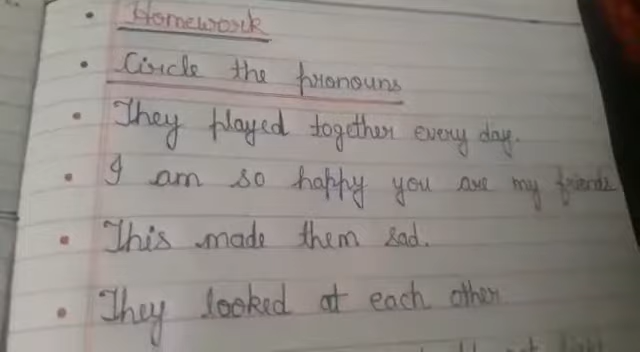 Homework
Circle the pronouns
They played together every day.
I am so happy you are my friends
This made them sad.
They looked at each other